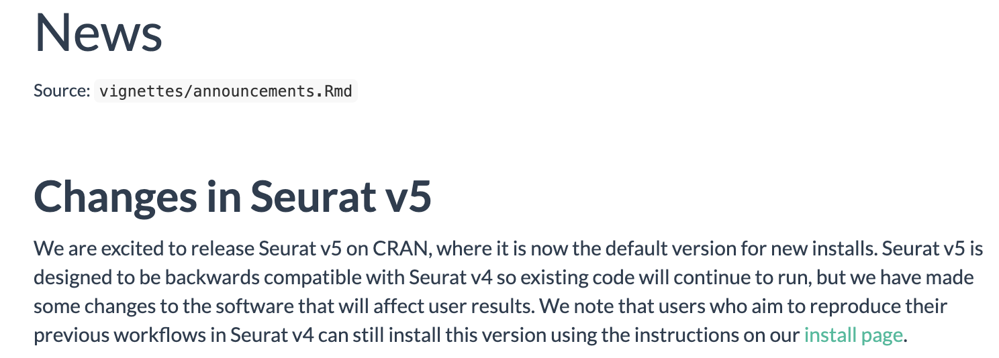 News
Source: vignettes/announcements.Rmd
Changes in Seurat v5
We are excited to release Seurat v5 on CRAN, where it is now the default version for new installs. Seurat v5 is
designed to be backwards compatible with Seurat v4 so existing code will continue to run, but we have made
some changes to the software that will affect user results. We note that users who aim to reproduce their
previous workflows in Seurat v4 can still install this version using the instructions on our install page.